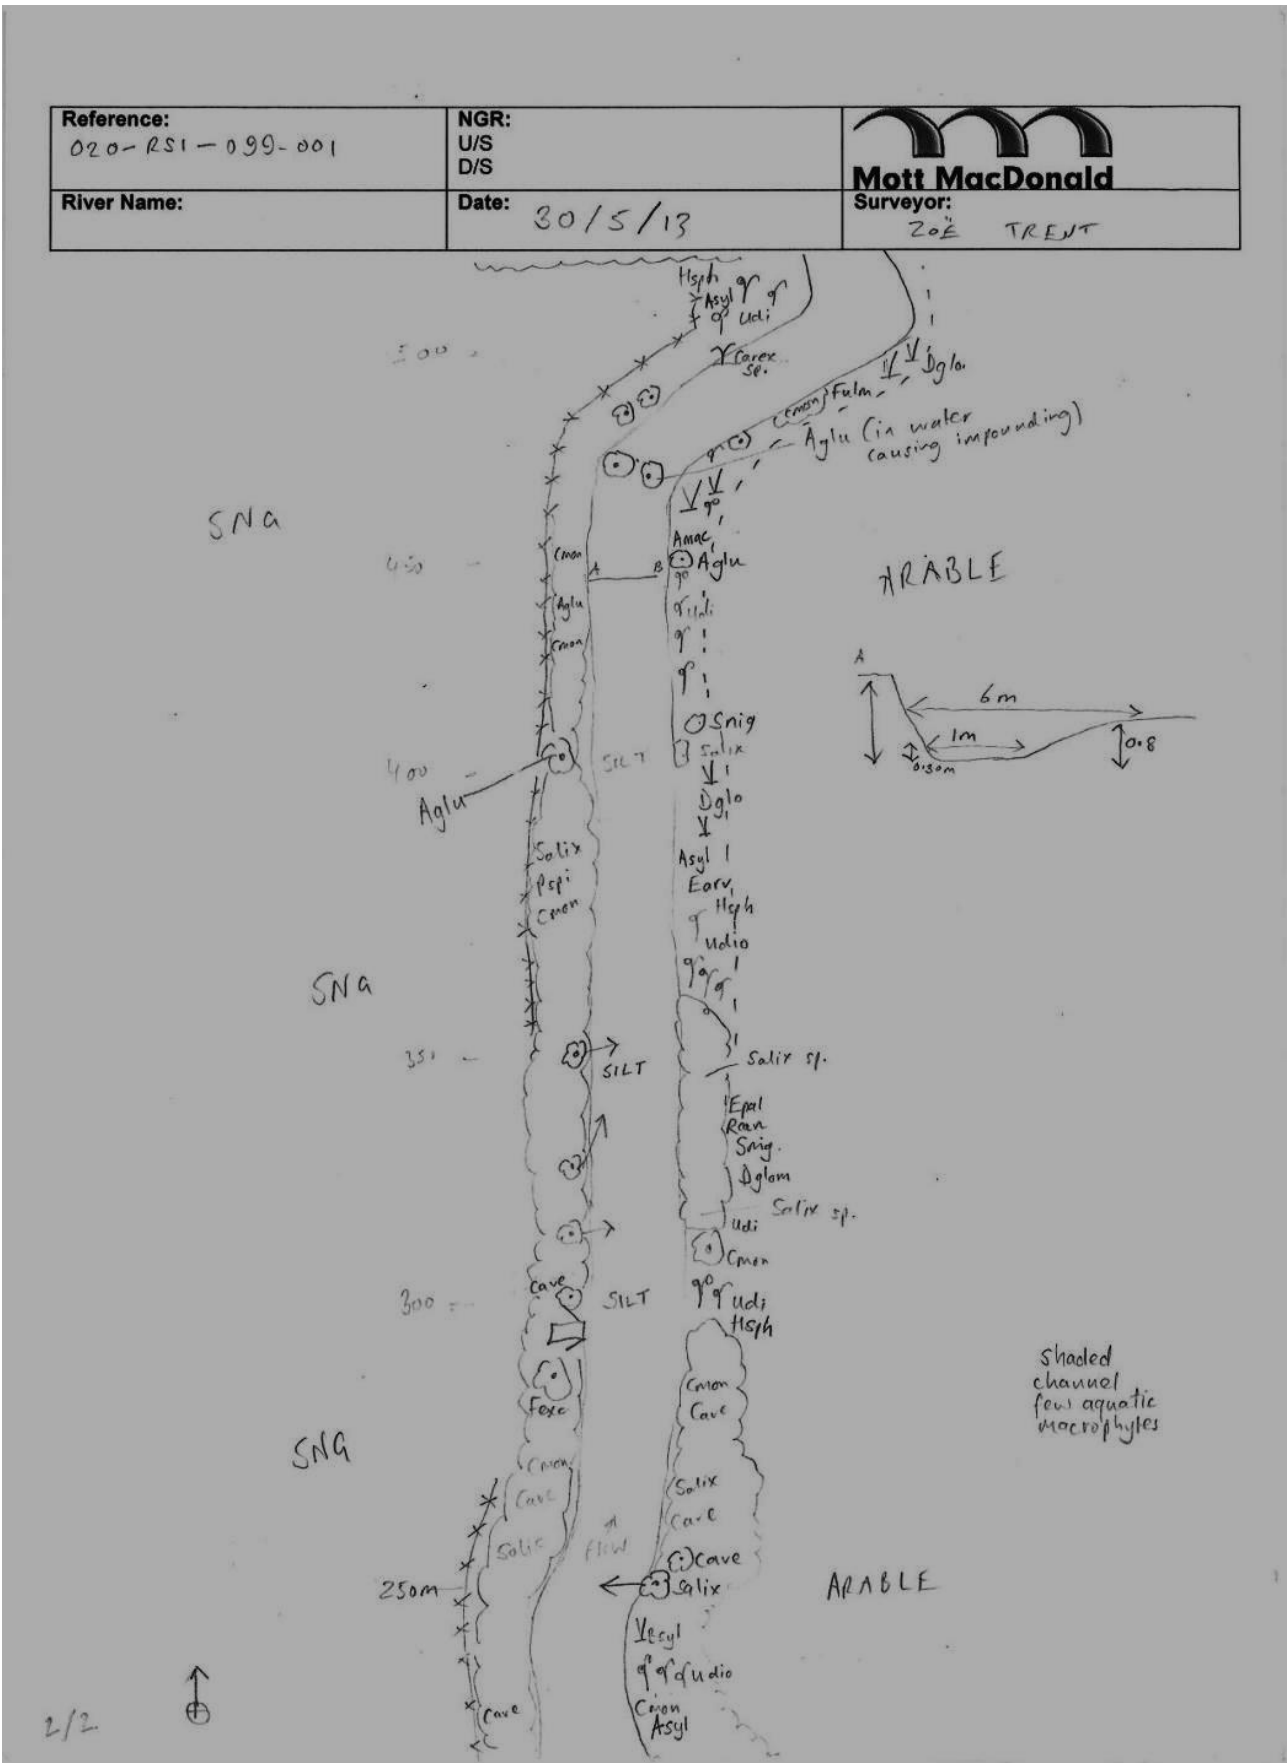 Reference:
020-RSI-099-001
NGR:
U/S
D/S
Mott MacDonald
River Name:
Date: 30/5/13
Surveyor:
ZOË TRENT
Hsph
Asyl
Udi
500
Carex
sp.
Dglo
Cmon Fulm
Aglu (in water
causing impounding)
SNG
Amac
Cmon
450
A B
Aglu
ARABLE
Aglu
Udi
Cmon
A
6m
Snig
1m
Salix
0.8
400
SILT
0.30m
Aglu
Dglo
Salix
Asyl
Pspi
Earv
Cmon
Hsph
Udio
SNG
350
SILT
Salix sp.
Epal
Rran
Snig.
Dglom
Salix sp.
Udi
Cmon
Cave
300
SILT
Udi
Hsph
shaded
channel
few aquatic
macrophytes
Cmon
Cave
Fexc
SNG
Cmon
Cave
Salix
Cave
Salix
Flow
Cave
250m
Salix
ARABLE
Udio
Cmon
Asyl
Cave
2/2